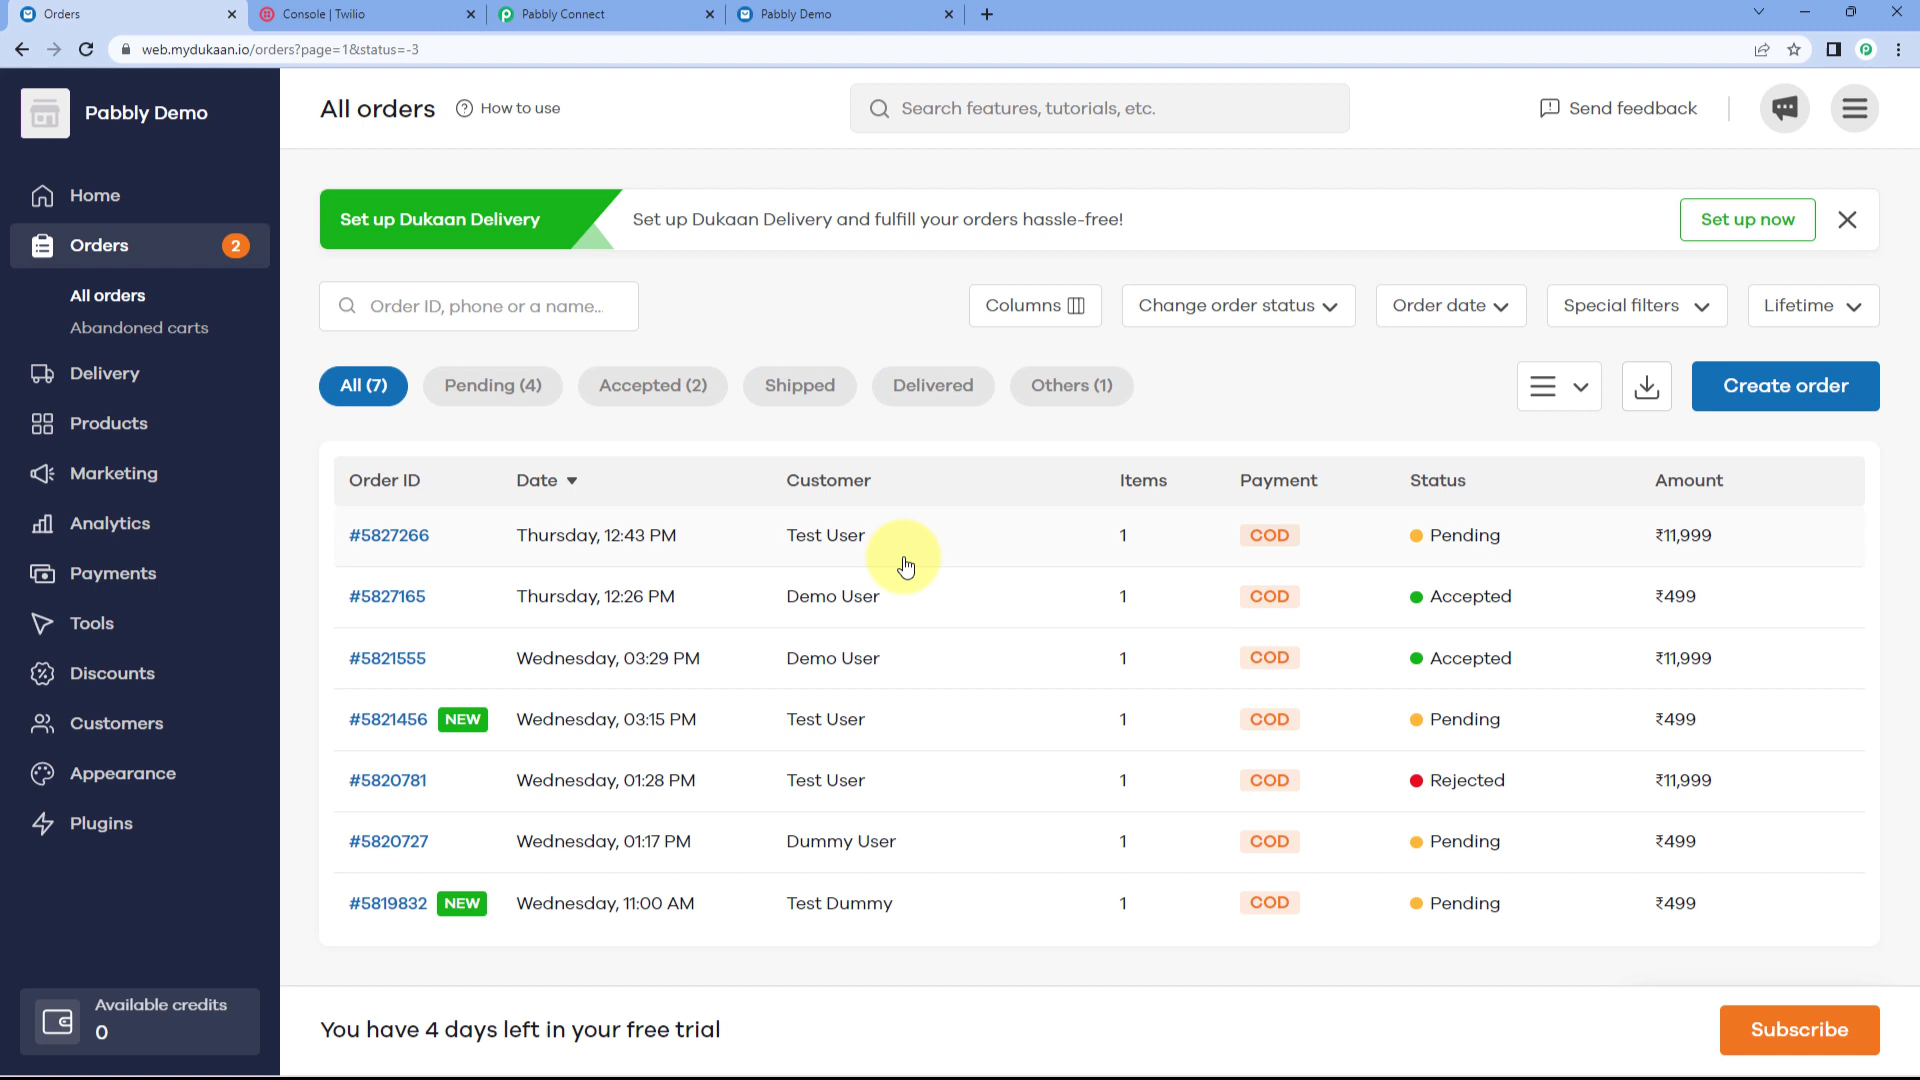 Orders
Console | Twilio
Pabbly Connect
Pabbly Demo
web.mydukaan.io/orders?page=1&status=-3
Pabbly Demo
Home
Orders 2
All orders
Abandoned carts
Delivery
Products
Marketing
Analytics
Payments
Tools
Discounts
Customers
Appearance
Plugins
Available credits
0
All orders
How to use
Search features, tutorials, etc.
Send feedback
Set up Dukaan Delivery
Set up Dukaan Delivery and fulfill your orders hassle-free!
Set up now
Order ID, phone or a name...
Columns
Change order status
Order date
Special filters
Lifetime
All (7)
Pending (4)
Accepted (2)
Shipped
Delivered
Others (1)
Create order
Order ID Date Customer Items Payment Status Amount
#5827266 Thursday, 12:43 PM Test User 1 COD Pending ₹11,999
#5827165 Thursday, 12:26 PM Demo User 1 COD Accepted ₹499
#5821555 Wednesday, 03:29 PM Demo User 1 COD Accepted ₹11,999
#5821456 NEW Wednesday, 03:15 PM Test User 1 COD Pending ₹499
#5820781 Wednesday, 01:28 PM Test User 1 COD Rejected ₹11,999
#5820727 Wednesday, 01:17 PM Dummy User 1 COD Pending ₹499
#5819832 NEW Wednesday, 11:00 AM Test Dummy 1 COD Pending ₹499
You have 4 days left in your free trial
Subscribe